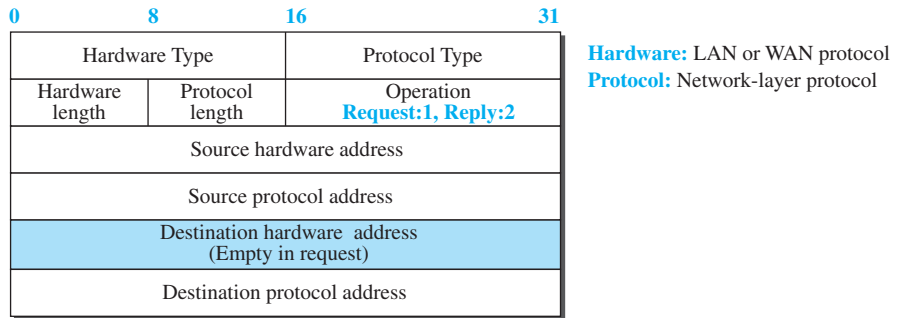 0 8 16 31
Hardware Type Protocol Type
Hardware length Protocol length Operation
Request:1, Reply:2
Source hardware address
Source protocol address
Destination hardware address
(Empty in request)
Destination protocol address
Hardware: LAN or WAN protocol
Protocol: Network-layer protocol